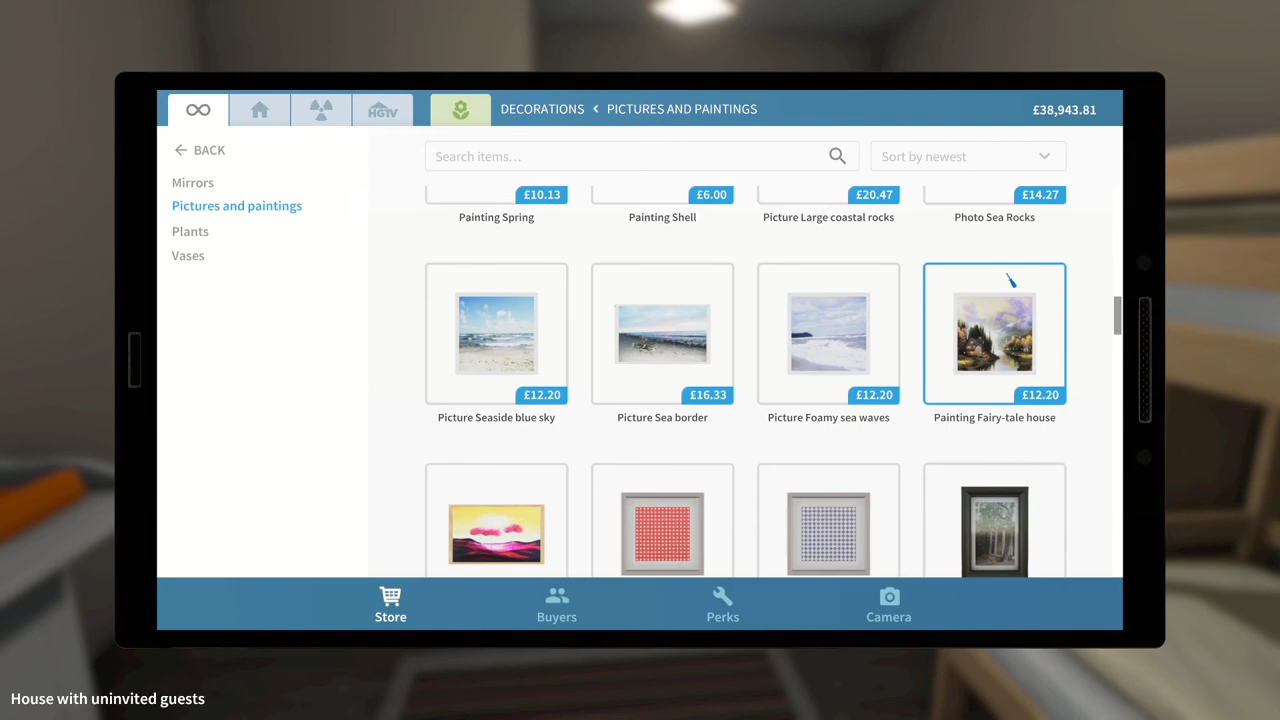 HGTV
DECORATIONS < PICTURES AND PAINTINGS
£38,943.81
BACK
Search items...
Sort by newest
Mirrors
Pictures and paintings
Plants
Vases
£10.13
£6.00
£20.47
£14.27
Painting Spring
Painting Shell
Picture Large coastal rocks
Photo Sea Rocks
£12.20
£16.33
£12.20
£12.20
Picture Seaside blue sky
Picture Sea border
Picture Foamy sea waves
Painting Fairy-tale house
Store
Buyers
Perks
Camera
House with uninvited guests